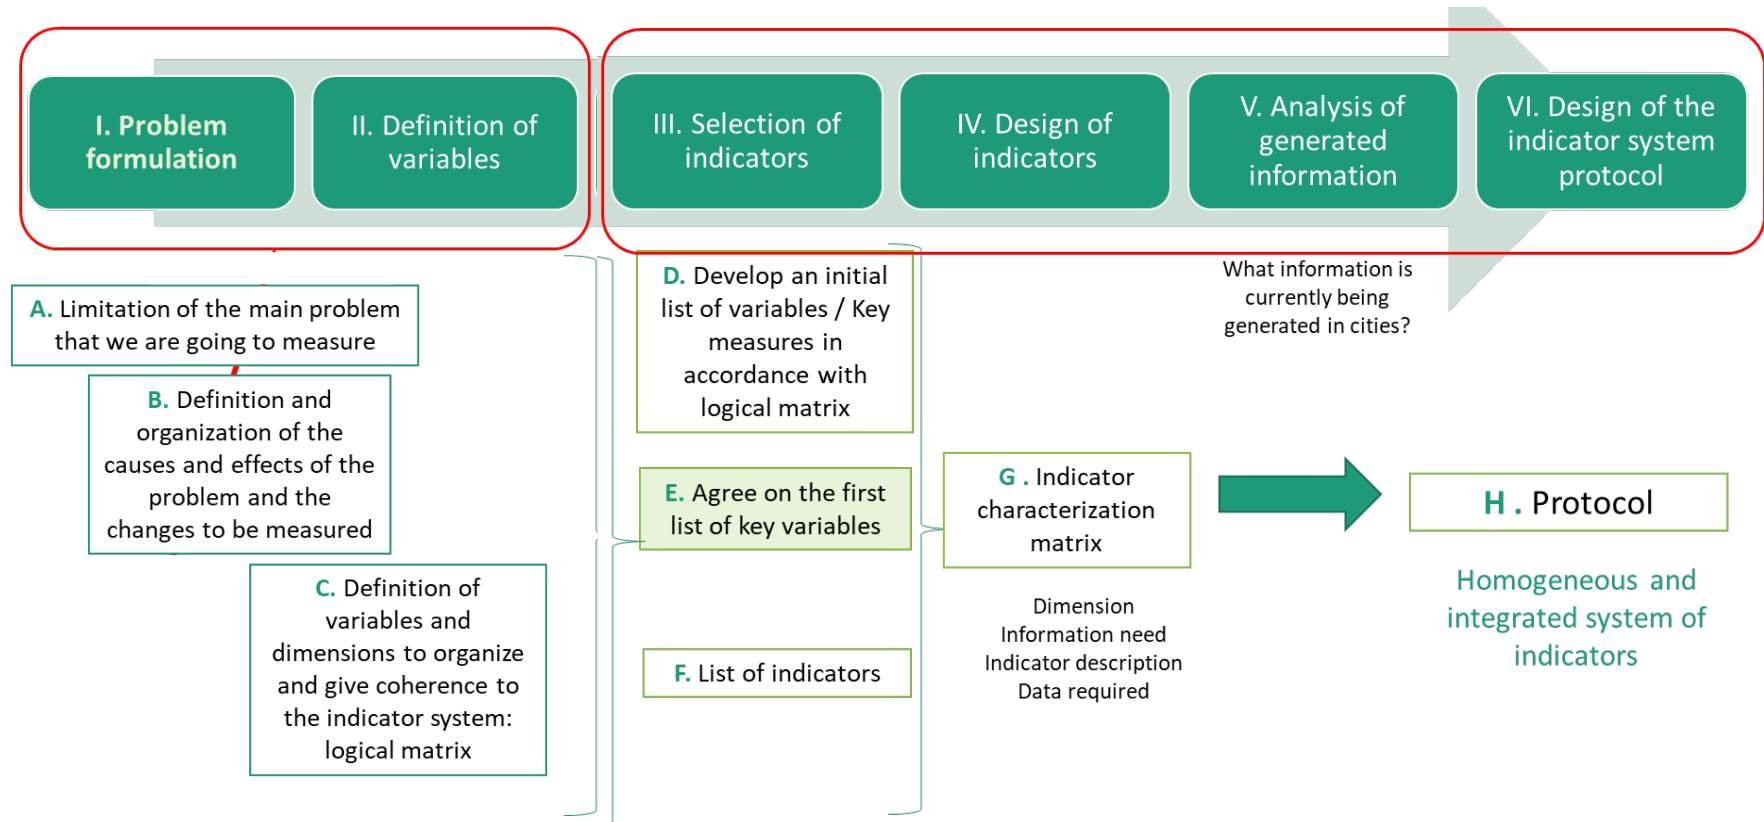 I. Problem
formulation
II. Definition of
variables
III. Selection of
indicators
IV. Design of
indicators
V. Analysis of
generated
information
VI. Design of the
indicator system
protocol
A. Limitation of the main problem
that we are going to measure
B. Definition and
organization of the
causes and effects of the
problem and the
changes to be measured
C. Definition of
variables and
dimensions to organize
and give coherence to
the indicator system:
logical matrix
D. Develop an initial
list of variables / Key
measures in
accordance with
logical matrix
E. Agree on the first
list of key variables
F. List of indicators
G . Indicator
characterization
matrix
Dimension
Information need
Indicator description
Data required
What information is
currently being
generated in cities?
H . Protocol
Homogeneous and
integrated system of
indicators